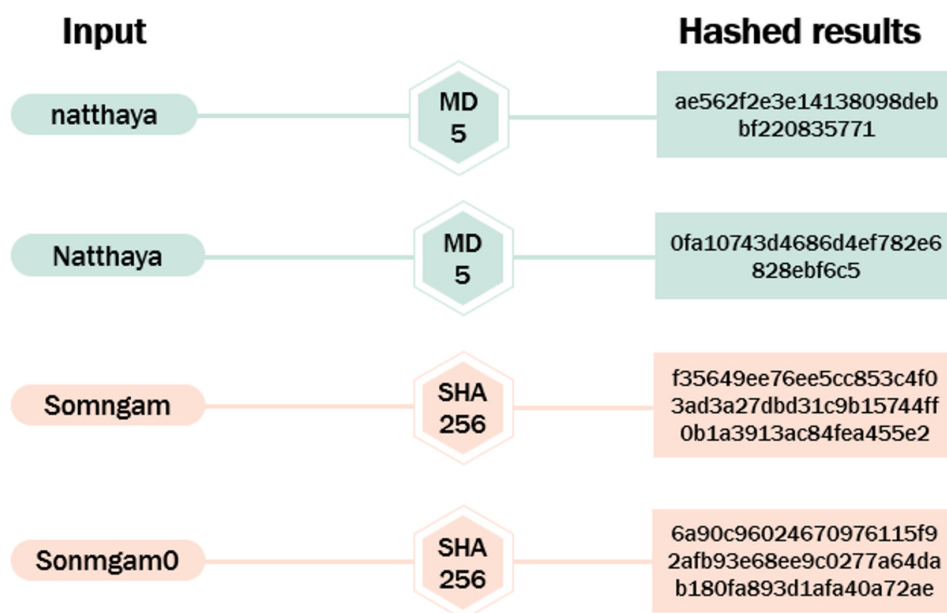 Input
Hashed results
natthaya
MD
5
ae562f2e3e14138098deb
bf220835771
Natthaya
MD
5
0fa10743d4686d4ef782e6
828ebf6c5
Somngam
SHA
256
f35649ee76ee5cc853c4f0
3ad3a27dbd31c9b15744ff
0b1a3913ac84fea455e2
Sonmgam0
SHA
256
6a90c96024670976115f9
2afb93e68ee9c0277a64da
b180fa893d1afa40a72ae